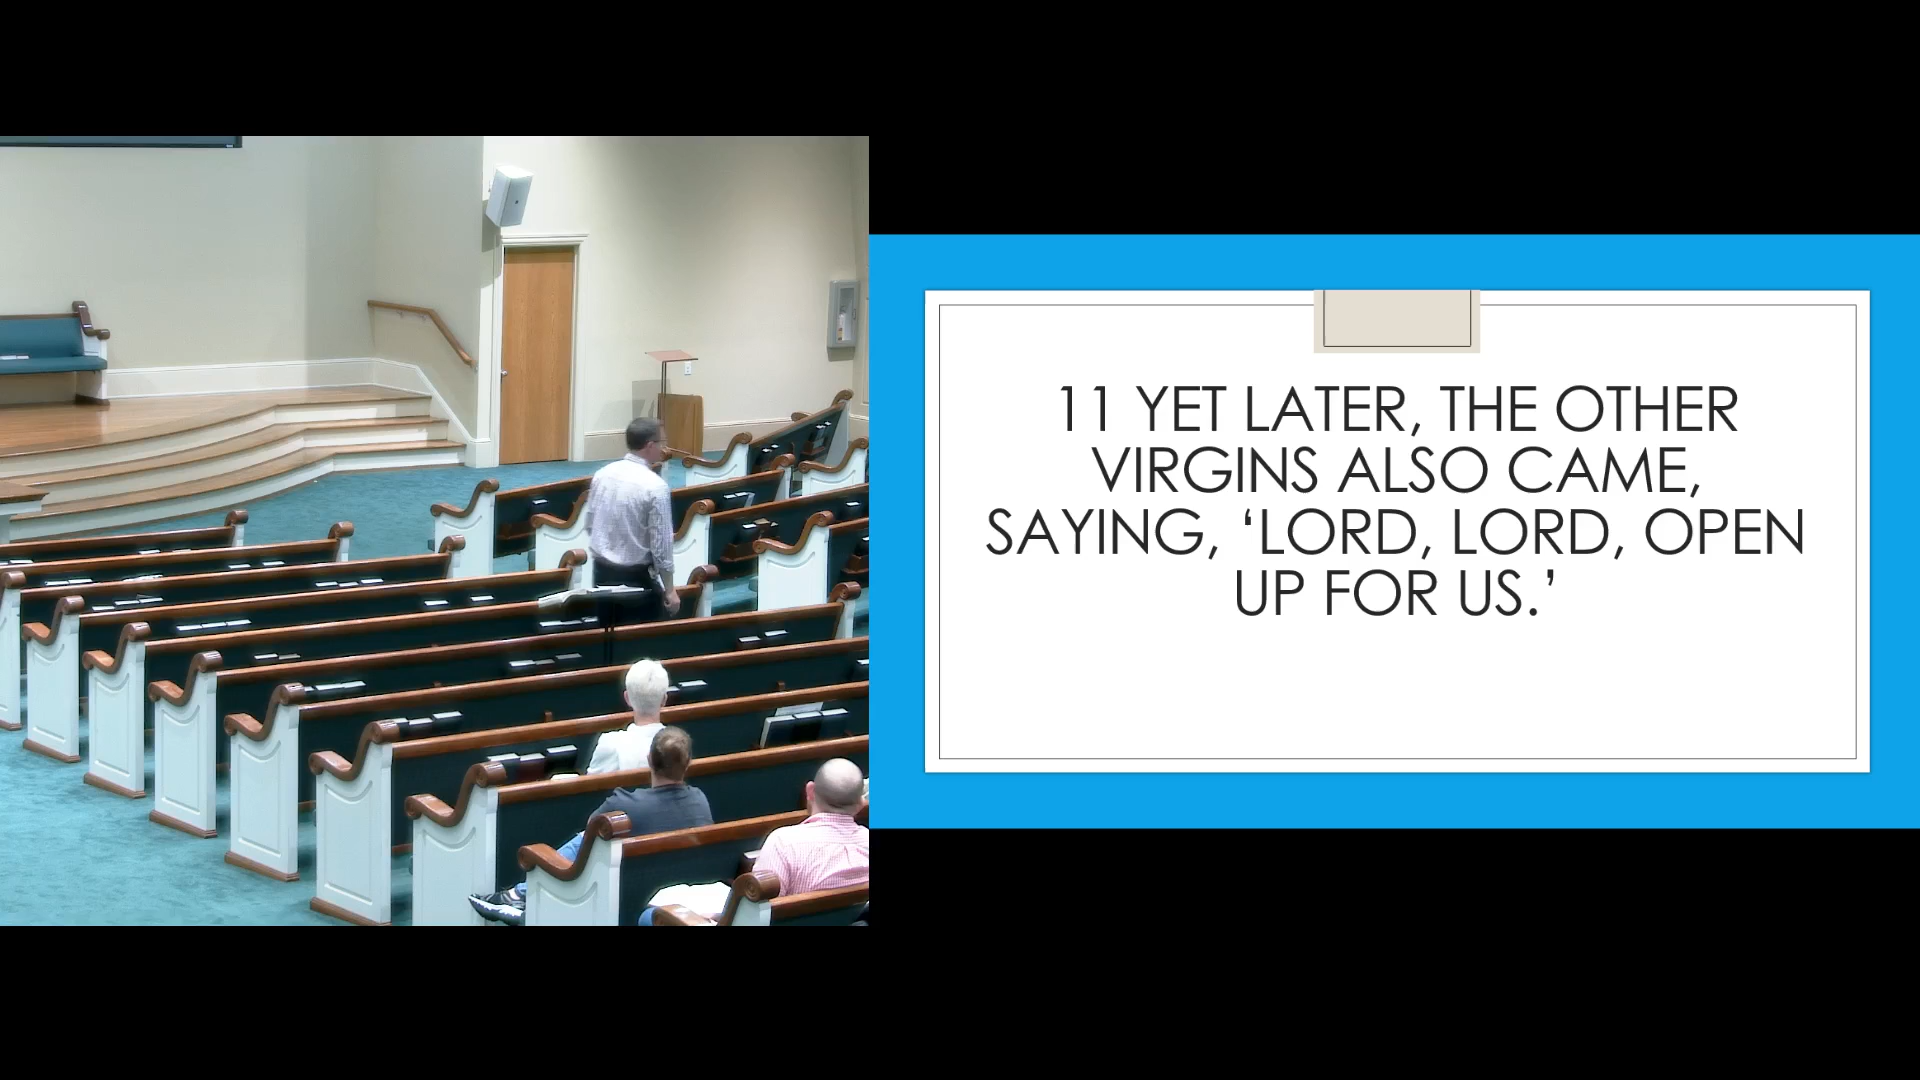 11 YET LATER, THE OTHER
VIRGINS ALSO CAME,
SAYING, ‘LORD, LORD, OPEN
UP FOR US.’